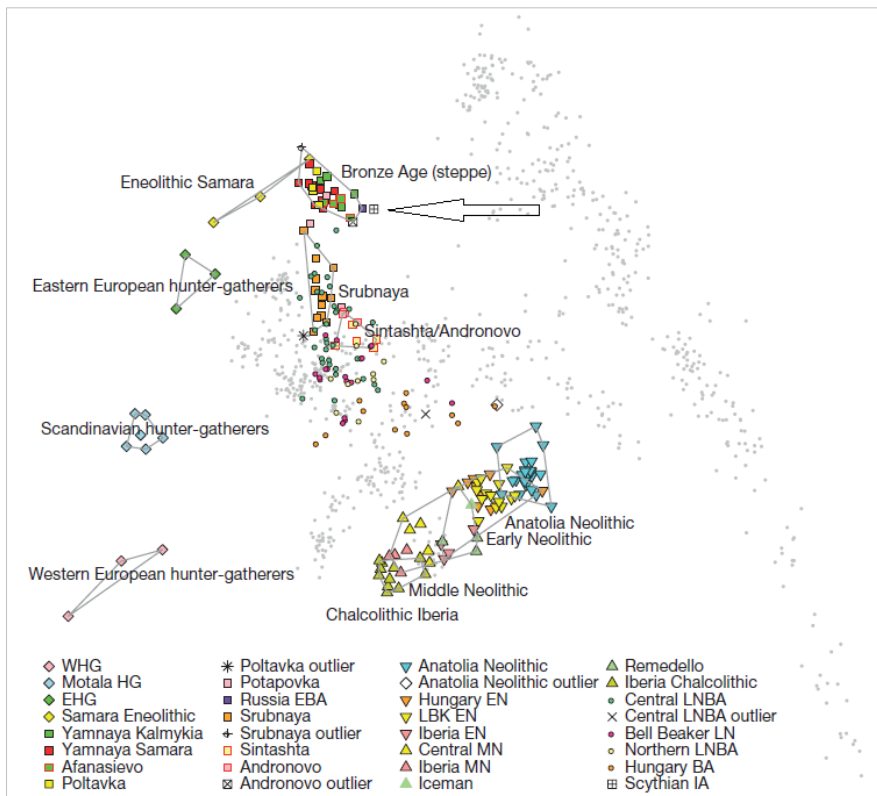 Eneolithic Samara
Bronze Age (steppe)
Eastern European hunter-gatherers
Srubnaya
Sintashta/Andronovo
Scandinavian hunter-gatherers
Anatolia Neolithic
Early Neolithic
Western European hunter-gatherers
Middle Neolithic
Chalcolithic Iberia
WHG
Motala HG
EHG
Samara Eneolithic
Yamnaya Kalmykia
Yamnaya Samara
Afanasievo
Poltavka
Poltavka outlier
Potapovka
Russia EBA
Srubnaya
Srubnaya outlier
Sintashta
Andronovo
Andronovo outlier
Anatolia Neolithic
Anatolia Neolithic outlier
Hungary EN
LBK EN
Iberia EN
Central MN
Iberia MN
Iceman
Remedello
Iberia Chalcolithic
Central LNBA
Central LNBA outlier
Bell Beaker LN
Northern LNBA
Hungary BA
Scythian IA